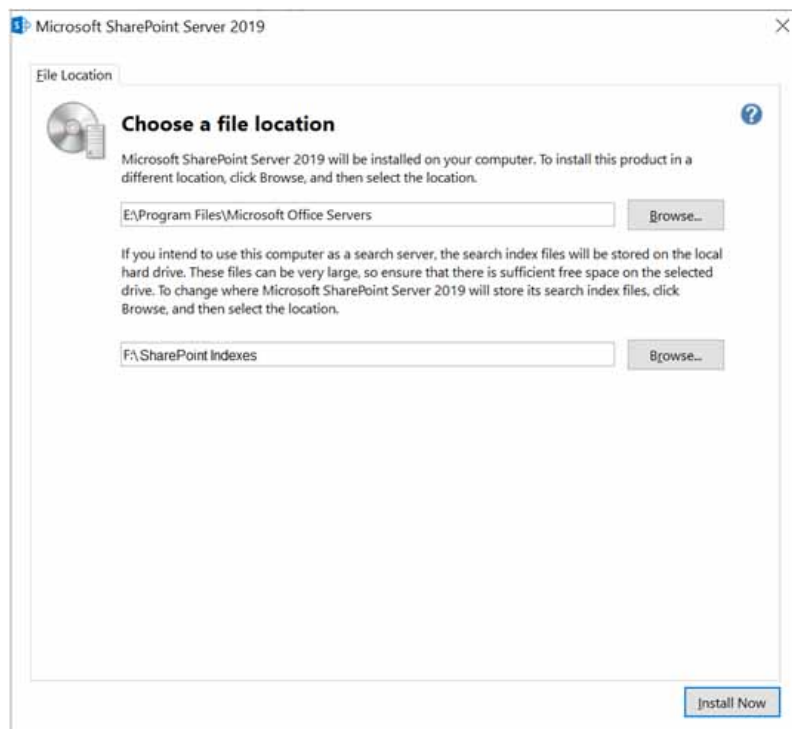 Microsoft SharePoint Server 2019
File Location
Choose a file location
Microsoft SharePoint Server 2019 will be installed on your computer. To install this product in a
different location, click Browse, and then select the location.
E:\Program Files\Microsoft Office Servers
Browse...
If you intend to use this computer as a search server, the search index files will be stored on the local
hard drive. These files can be very large, so ensure that there is sufficient free space on the selected
drive. To change where Microsoft SharePoint Server 2019 will store its search index files, click
Browse, and then select the location.
F:\SharePoint Indexes
Browse...
Install Now